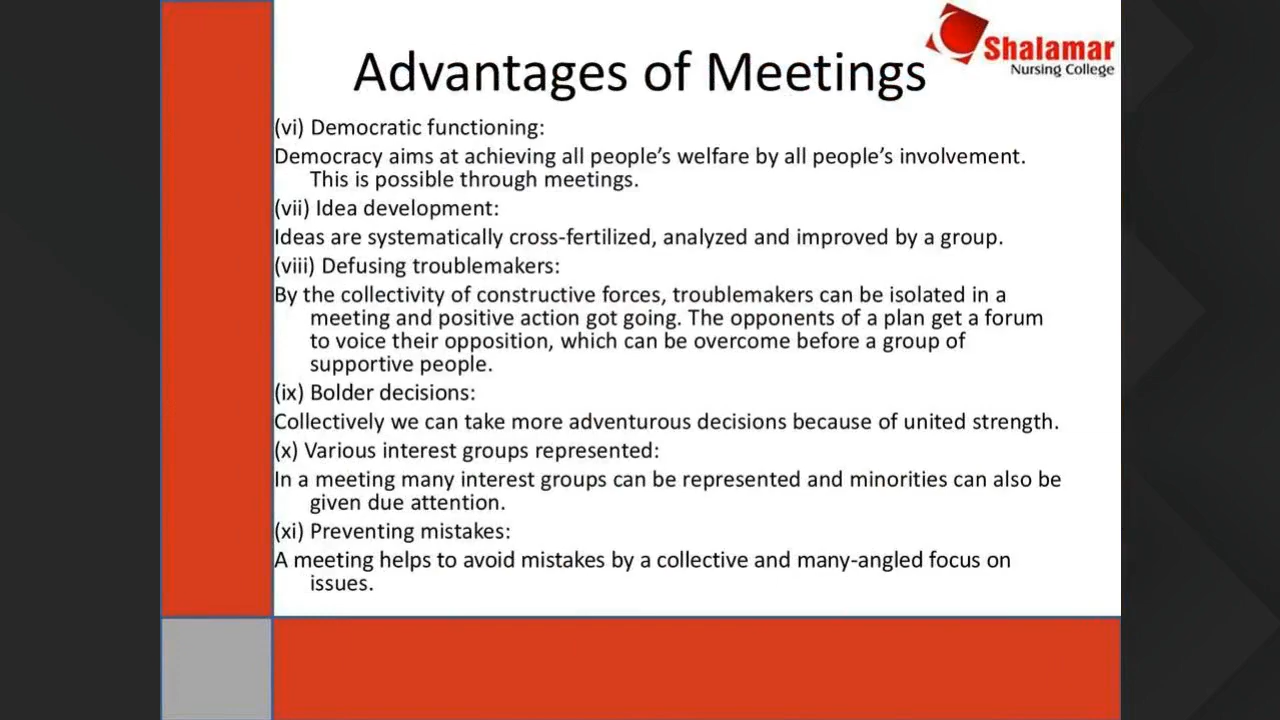 Shalamar
Nursing College
Advantages of Meetings
(vi) Democratic functioning:
Democracy aims at achieving all people’s welfare by all people’s involvement.
This is possible through meetings.
(vii) Idea development:
Ideas are systematically cross-fertilized, analyzed and improved by a group.
(viii) Defusing troublemakers:
By the collectivity of constructive forces, troublemakers can be isolated in a
meeting and positive action got going. The opponents of a plan get a forum
to voice their opposition, which can be overcome before a group of
supportive people.
(ix) Bolder decisions:
Collectively we can take more adventurous decisions because of united strength.
(x) Various interest groups represented:
In a meeting many interest groups can be represented and minorities can also be
given due attention.
(xi) Preventing mistakes:
A meeting helps to avoid mistakes by a collective and many-angled focus on
issues.